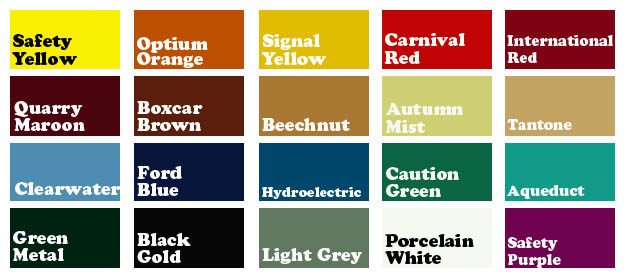 Safety
Yellow
Optium
Orange
Signal
Yellow
Carnival
Red
International
Red
Quarry
Maroon
Boxcar
Brown
Beechnut
Autumn
Mist
Tantone
Clearwater
Ford
Blue
Hydroelectric
Caution
Green
Aqueduct
Green
Metal
Black
Gold
Light Grey
Porcelain
White
Safety
Purple